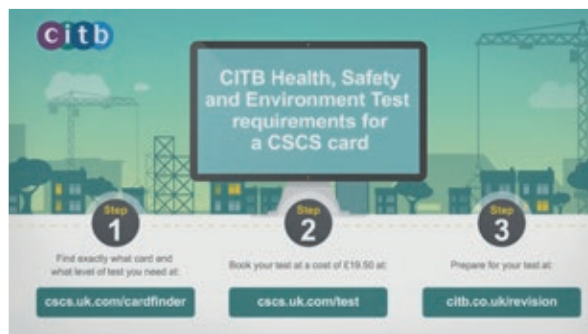 citb
CITB Health, Safety
and Environment Test
requirements for
a CSCS card
Step
1
Find exactly what card and
what level of test you need at:
cscs.uk.com/cardfinder
Step
2
Book your test at a cost of £19.50 at:
cscs.uk.com/test
Step
3
Prepare for your test at:
citb.co.uk/revision